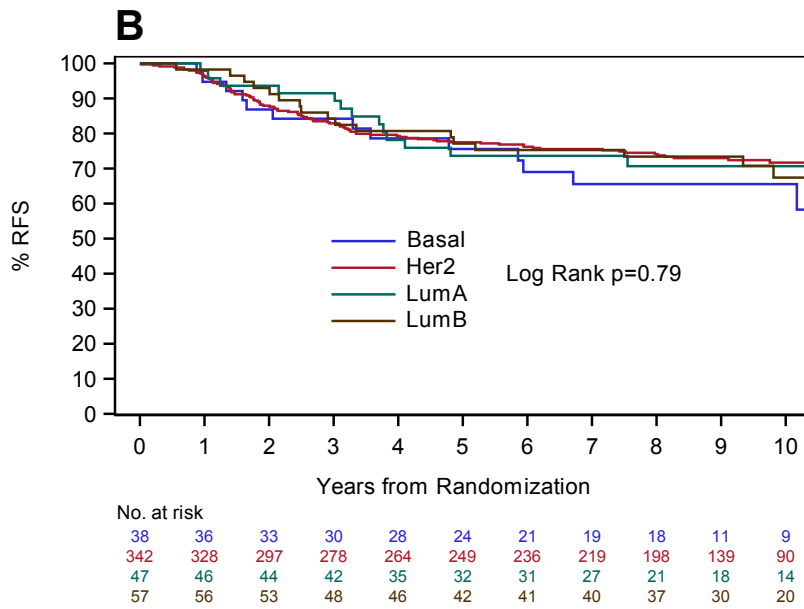 B
100
90
80
70
60
50
40
30
20
10
0
% RFS
Basal
Her2
LumA
LumB
Log Rank p=0.79
0 1 2 3 4 5 6 7 8 9 10
Years from Randomization
No. at risk
38 36 33 30 28 24 21 19 18 11 9
342 328 297 278 264 249 236 219 198 139 90
47 46 44 42 35 32 31 27 21 18 14
57 56 53 48 46 42 41 40 37 30 20